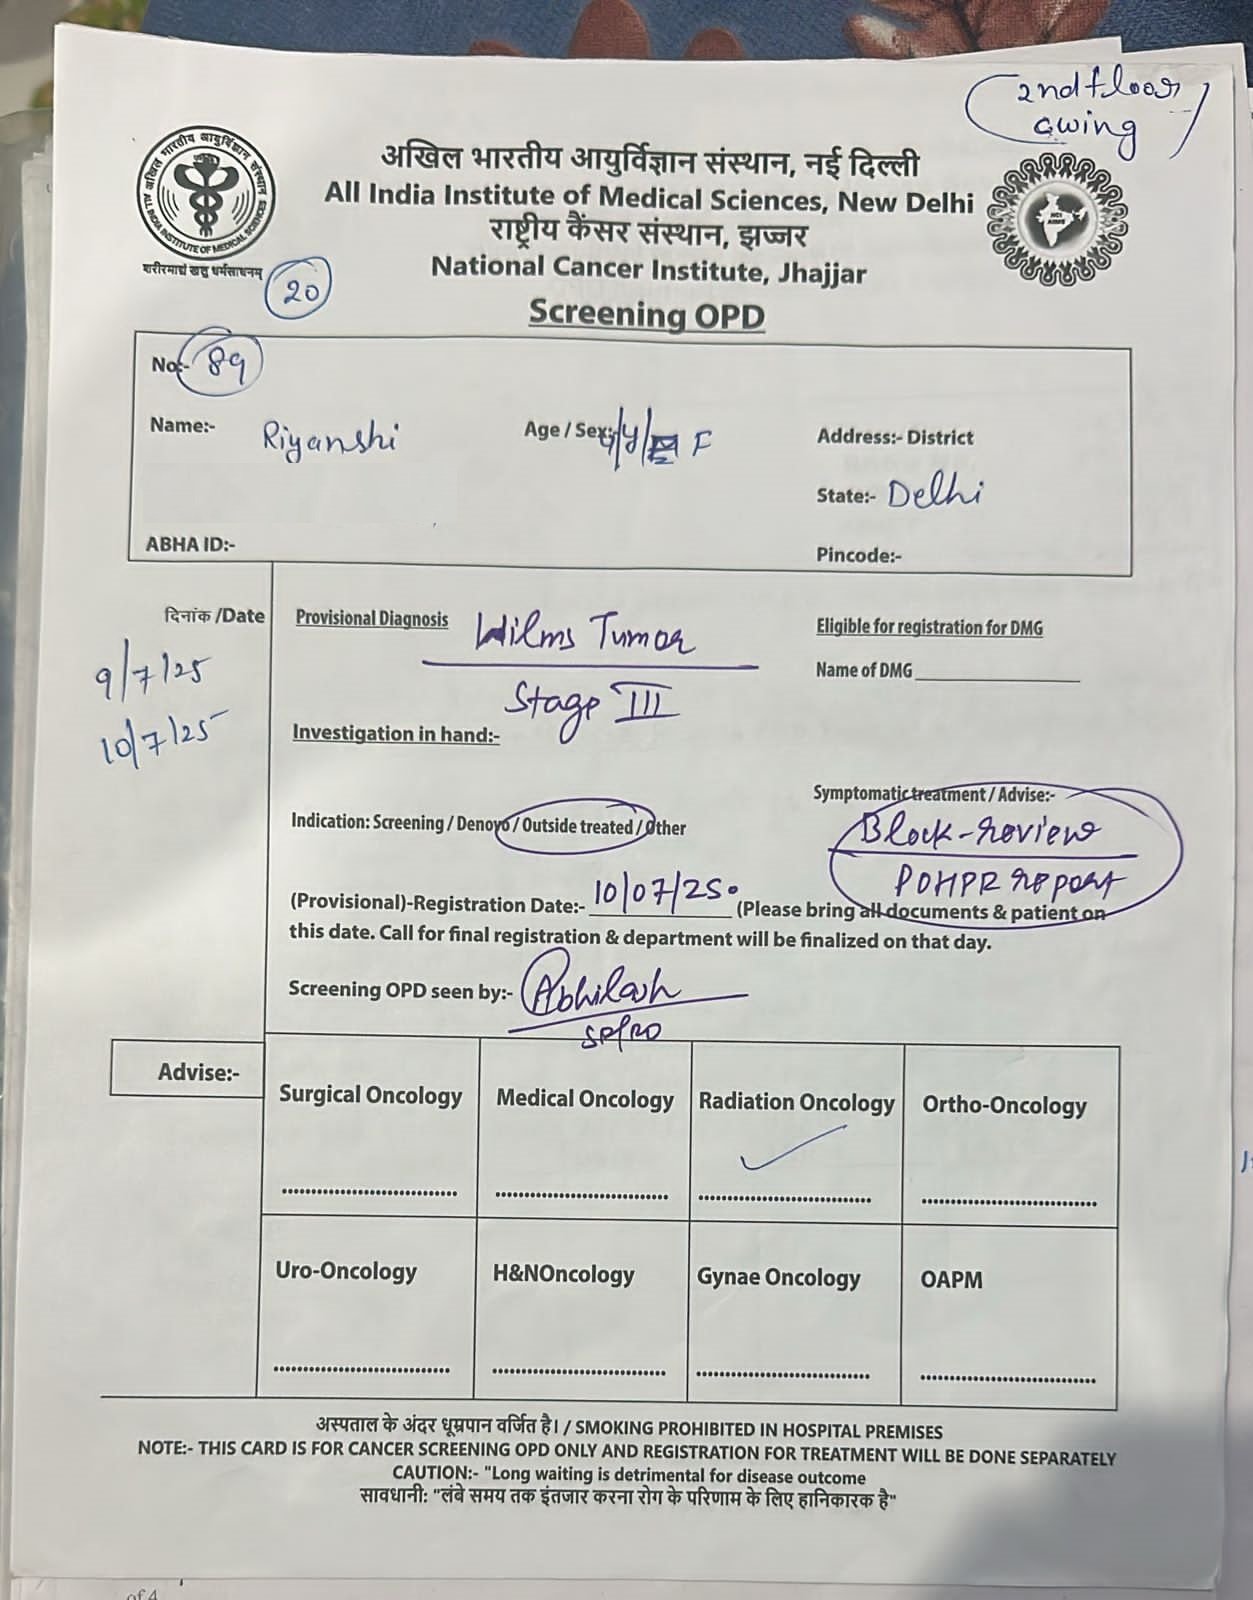 2nd floor
अखिल भारतीय आयुर्विज्ञान संस्थान, नई दिल्ली
All India Institute of Medical Sciences, New Delhi
राष्ट्रीय कैंसर संस्थान, झज्जर
National Cancer Institute, Jhajjar
शरीरमाद्यं खलु धर्मसाधनम्
20
Screening OPD
No:- 89
Name:- Riyanshi Age / Sex:- F Address:- District
State:- Delhi
ABHA ID:- Pincode:-
दिनांक /Date Provisional Diagnosis Wilms Tumor Eligible for registration for DMG
9/7/25 Name of DMG
10/7/25 Stage III
Investigation in hand:-
Symptomatic treatment / Advise:-
Indication: Screening / Denovo / Outside treated / Other Block-review
POHPR report
(Provisional)-Registration Date:- 10/07/25 (Please bring all documents & patient on
this date. Call for final registration & department will be finalized on that day.
Screening OPD seen by:- Abhilash
Advise:-
Surgical Oncology Medical Oncology Radiation Oncology Ortho-Oncology
Uro-Oncology H&NOncology Gynae Oncology OAPM
अस्पताल के अंदर धूम्रपान वर्जित है। / SMOKING PROHIBITED IN HOSPITAL PREMISES
NOTE:- THIS CARD IS FOR CANCER SCREENING OPD ONLY AND REGISTRATION FOR TREATMENT WILL BE DONE SEPARATELY
CAUTION:- "Long waiting is detrimental for disease outcome
सावधानी: "लंबे समय तक इंतजार करना रोग के परिणाम के लिए हानिकारक है"
of 4